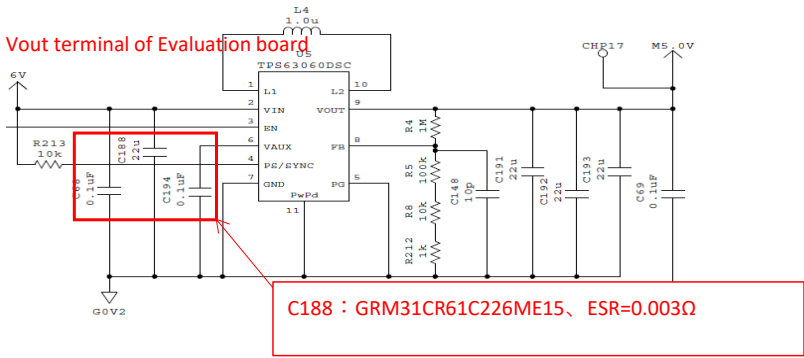 L4
1.0u
Vout terminal of Evaluation board
U5
TPS63060DSC
CHP17
M5.0V
6V
1 L1 L2 10
2 VIN VOUT 9
3 EN
6 VAUX FB 8
4 PS/SYNC
7 GND PG 5
PwPd
11
R213
10k
C68
0.1uF
C188
22u
C194
0.1uF
R4
1M
R5
100k
R8
10k
R212
1k
C148
10p
C191
22u
C192
22u
C193
22u
C69
0.1uF
G0V2
C188：GRM31CR61C226ME15、ESR=0.003Ω